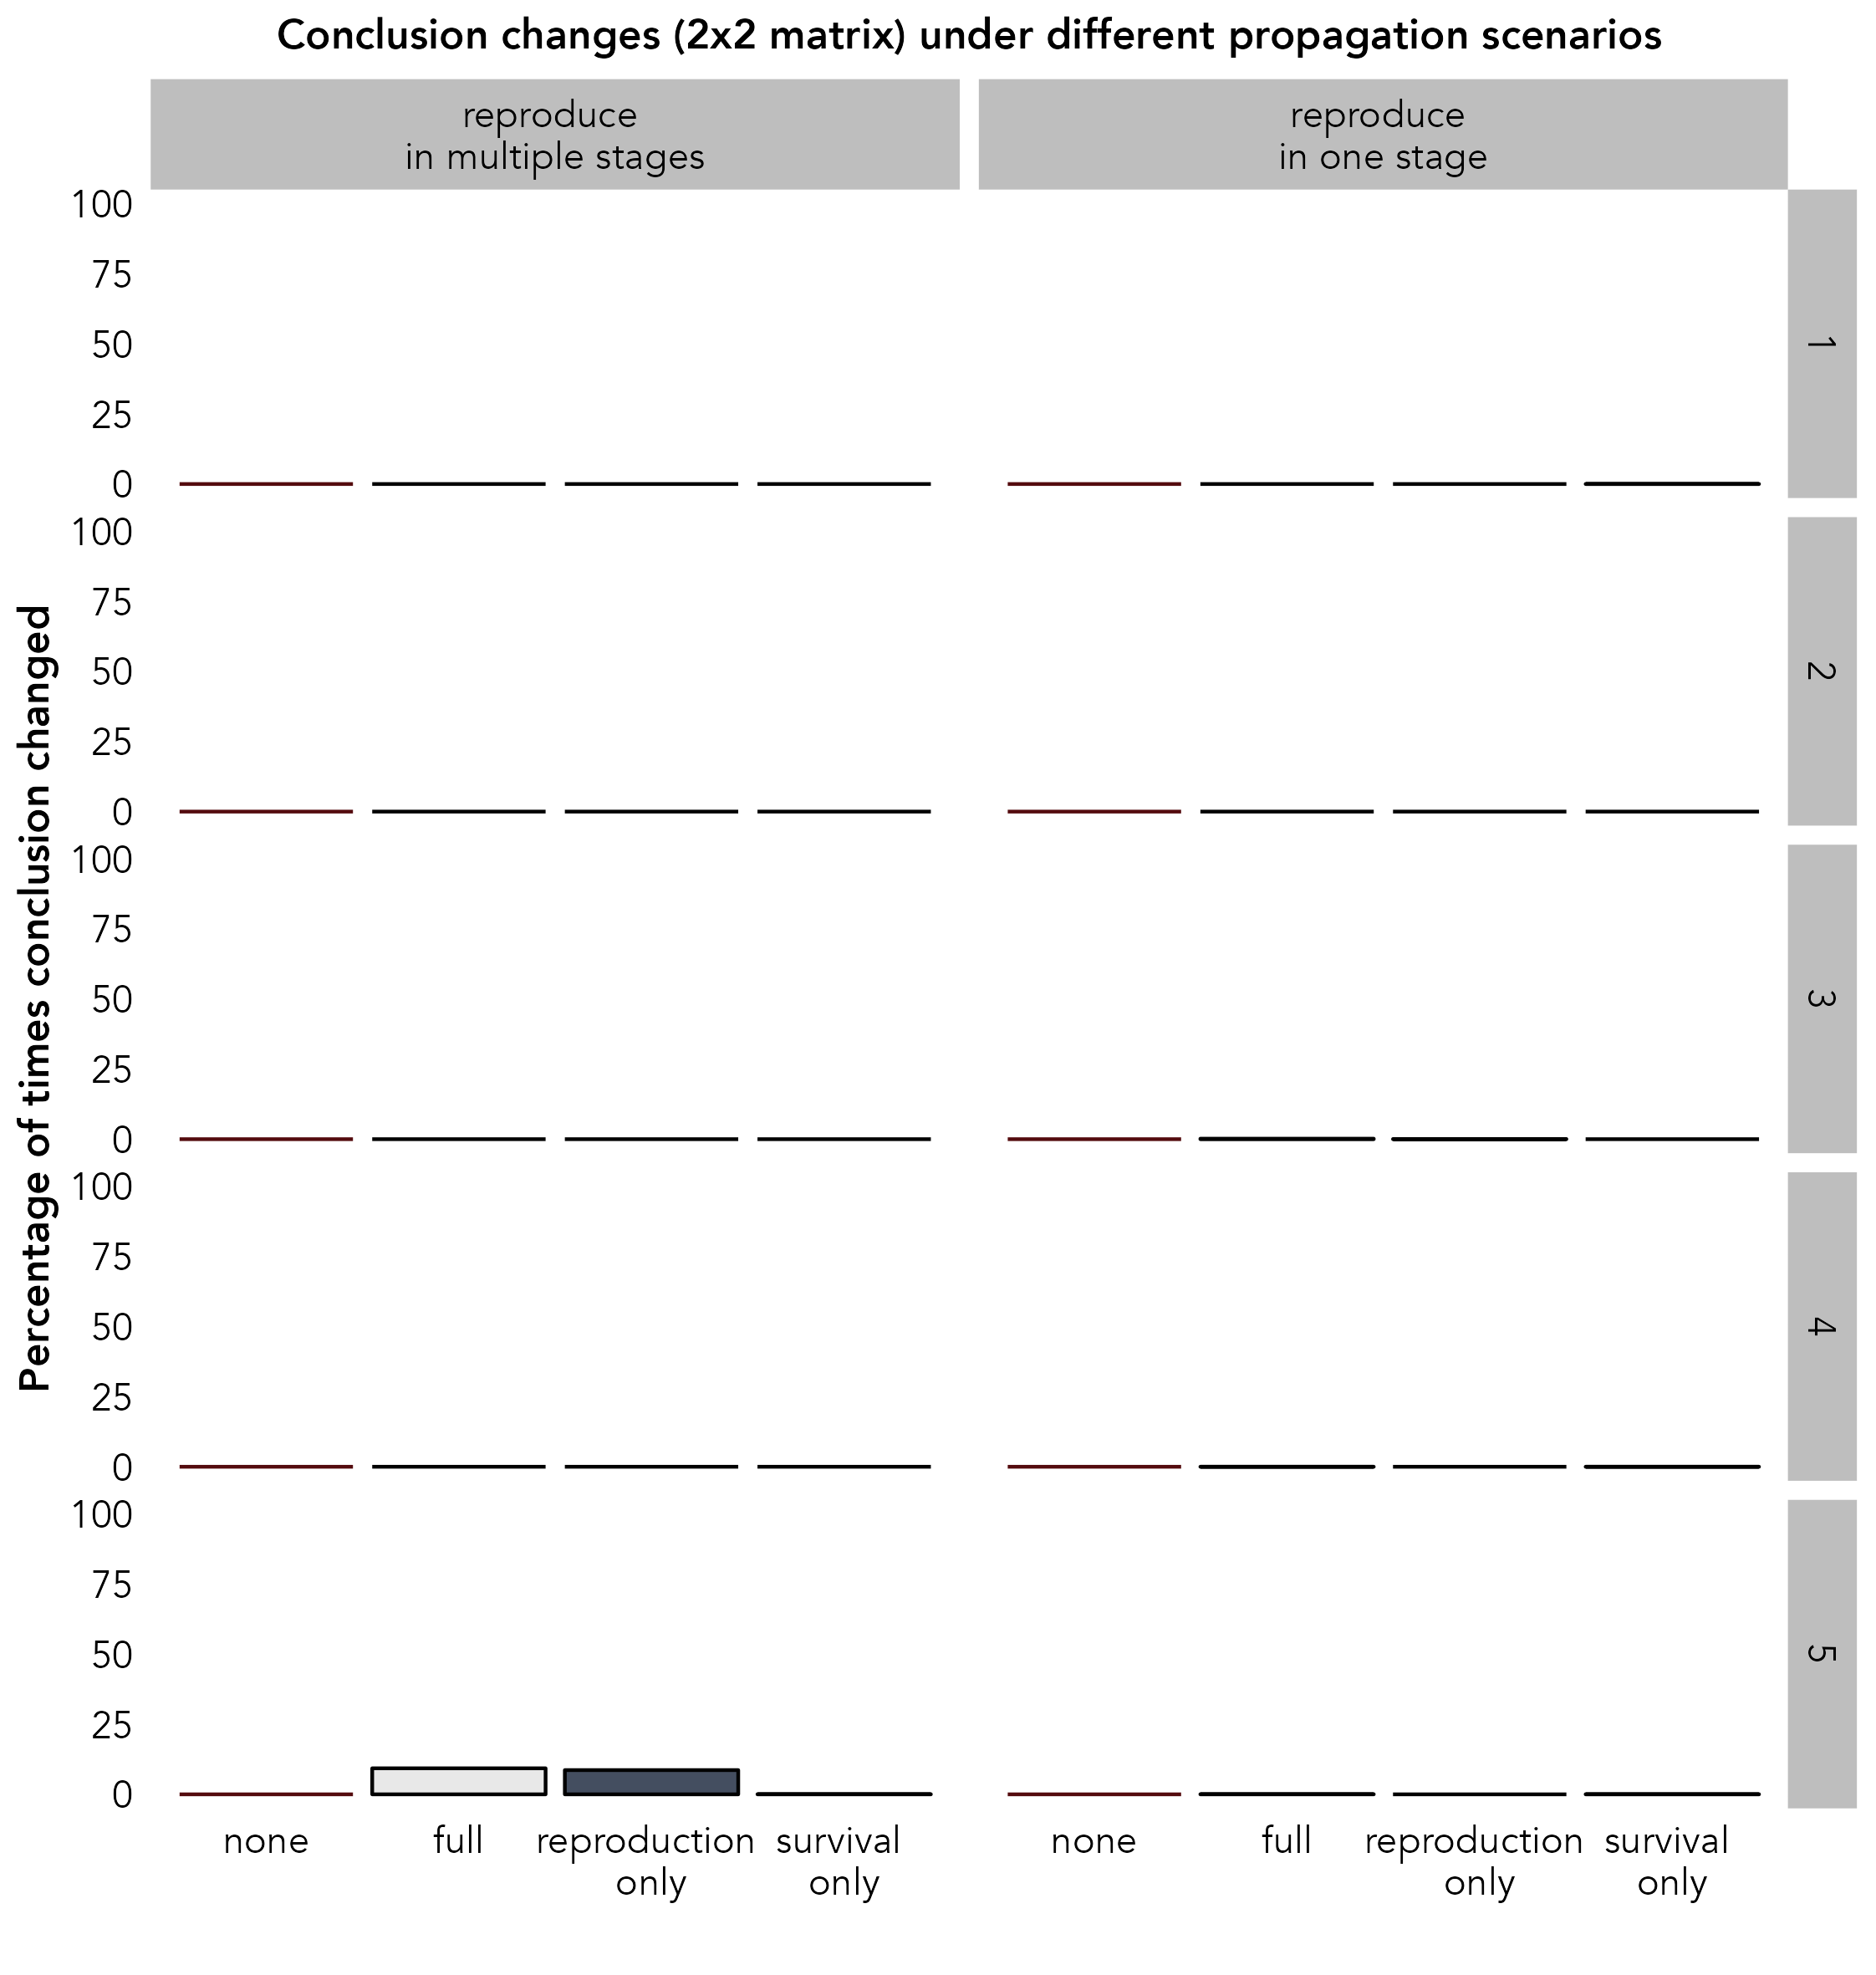 Conclusion changes (2x2 matrix) under different propagation scenarios
reproduce
in multiple stages
reproduce
in one stage
Percentage of times conclusion changed
100
75
50
25
0
1
100
75
50
25
0
2
100
75
50
25
0
3
100
75
50
25
0
4
100
75
50
25
0
5
none
full
reproduction
only
survival
only
none
full
reproduction
only
survival
only